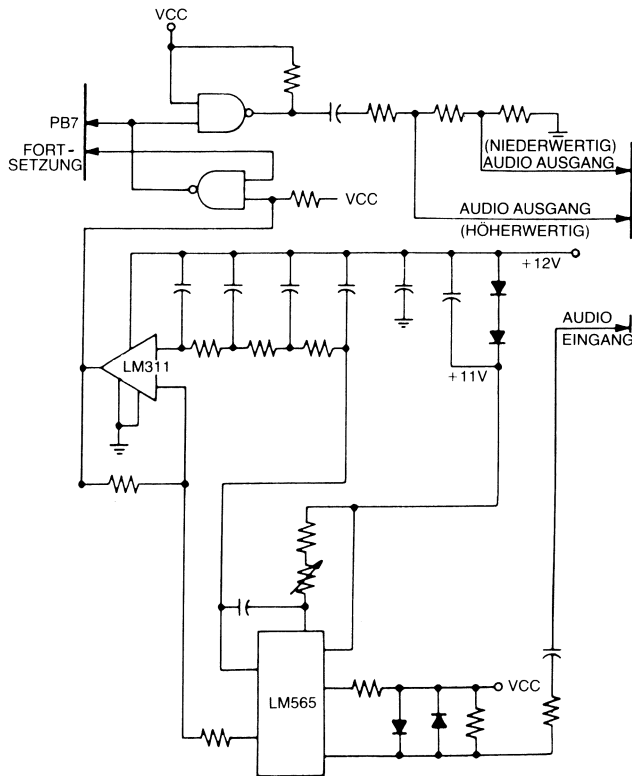 VCC
PB7
FORT-
SETZUNG
(NIEDERWERTIG)
AUDIO AUSGANG
VCC
AUDIO AUSGANG
(HÖHERWERTIG)
+12V
LM311
+11V
AUDIO
EINGANG
LM565
VCC